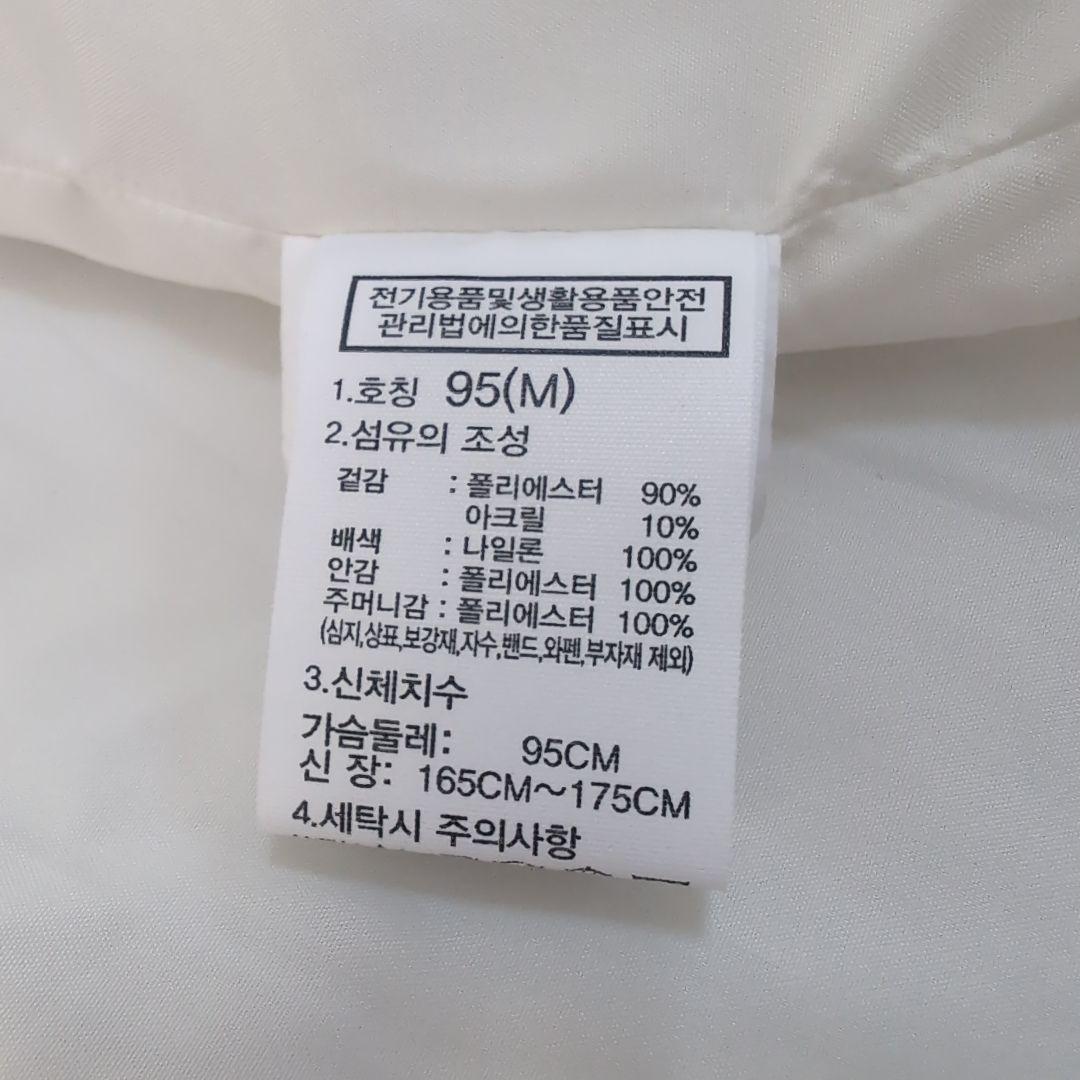 전기용품및생활용품안전
관리법에의한품질표시
1.호칭 95(M)
2.섬유의 조성
겉감 : 폴리에스터 90%
아크릴 10%
배색 : 나일론 100%
안감 : 폴리에스터 100%
주머니감 : 폴리에스터 100%
(심지,상표,보강재,자수,밴드,와펜,부자재 제외)
3.신체치수
가슴둘레: 95CM
신 장: 165CM~175CM
4.세탁시 주의사항